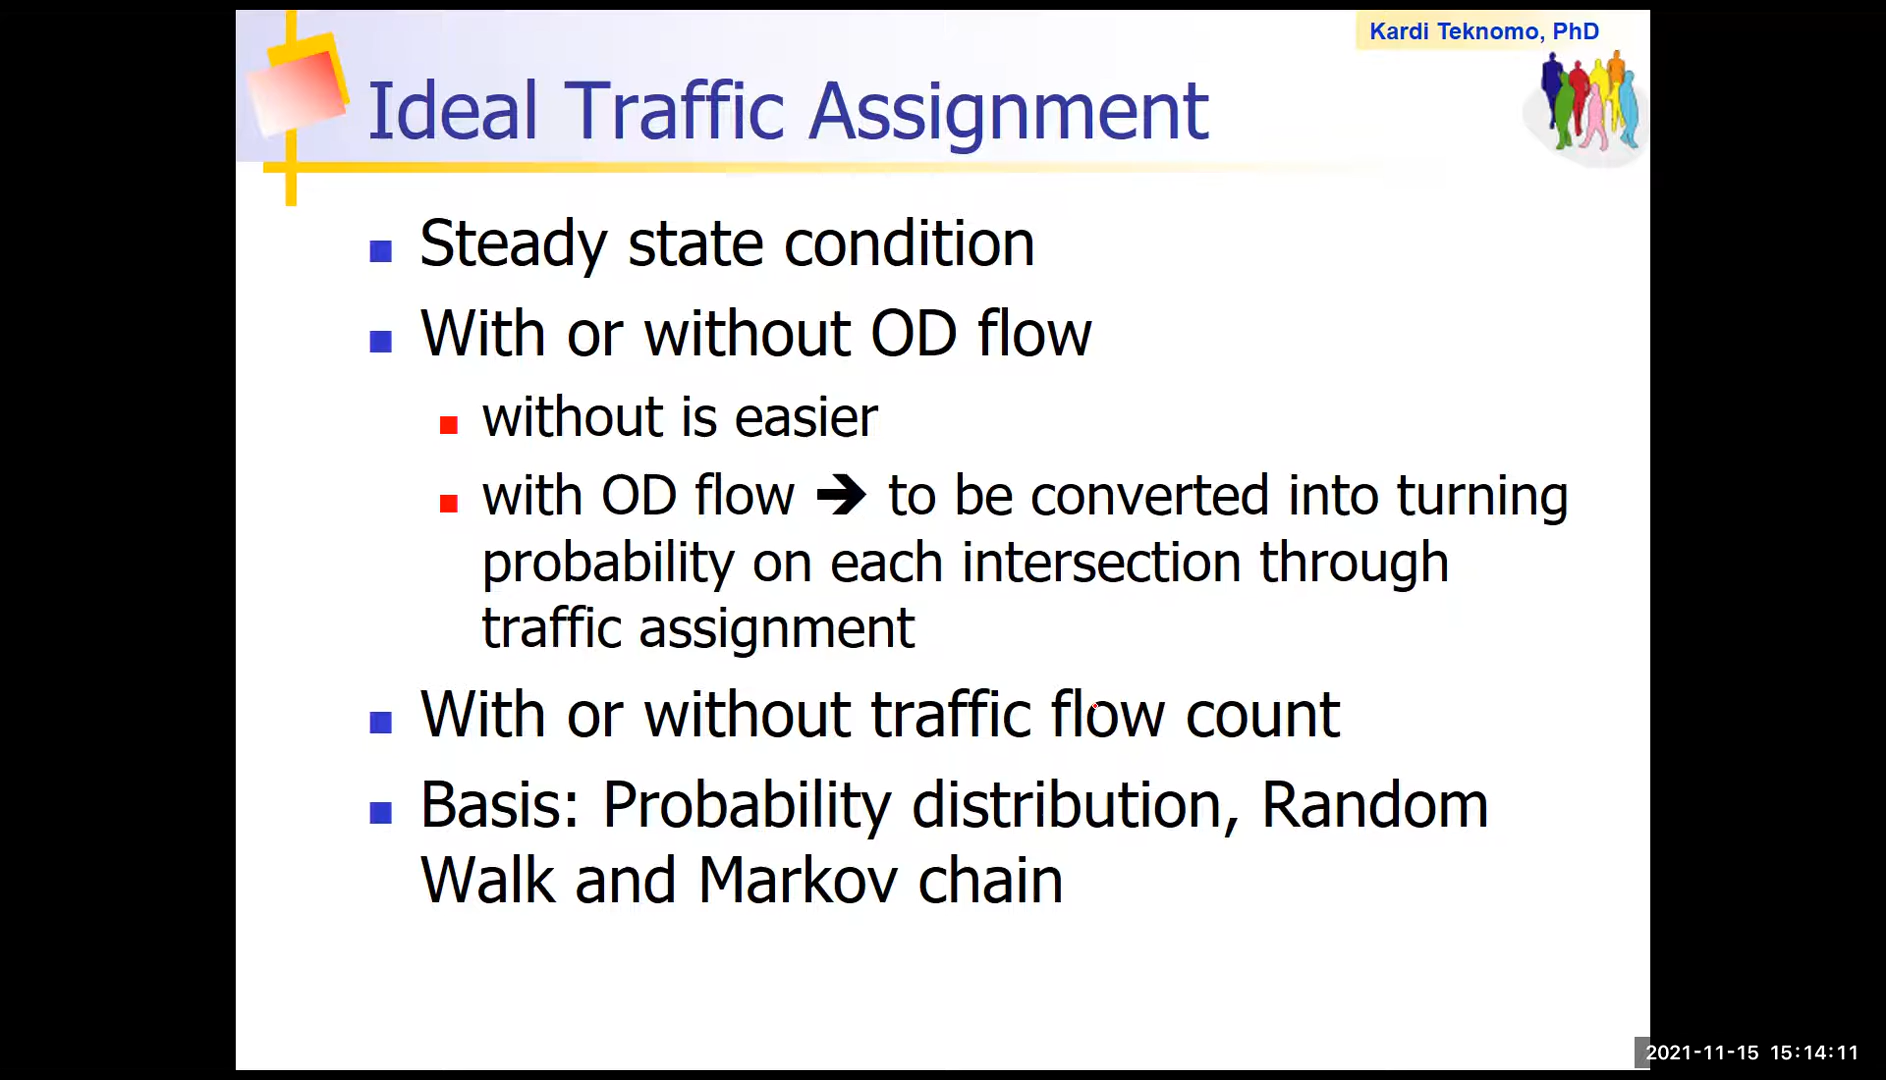 Kardi Teknomo, PhD
Ideal Traffic Assignment
Steady state condition
With or without OD flow
without is easier
with OD flow ➔ to be converted into turning
probability on each intersection through
traffic assignment
With or without traffic flow count
Basis: Probability distribution, Random
Walk and Markov chain
2021-11-15 15:14:11